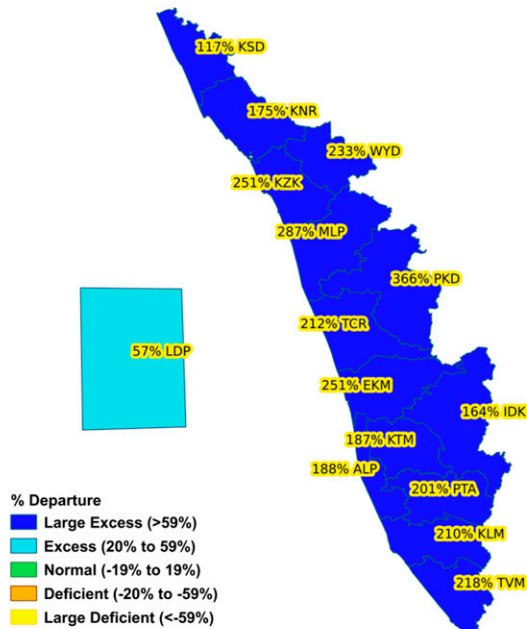 117% KSD
175% KNR
233% WYD
251% KZK
287% MLP
366% PKD
212% TCR
57% LDP
251% EKM
164% IDK
187% KTM
188% ALP
201% PTA
210% KLM
218% TVM
% Departure
Large Excess (>59%)
Excess (20% to 59%)
Normal (-19% to 19%)
Deficient (-20% to -59%)
Large Deficient (<-59%)